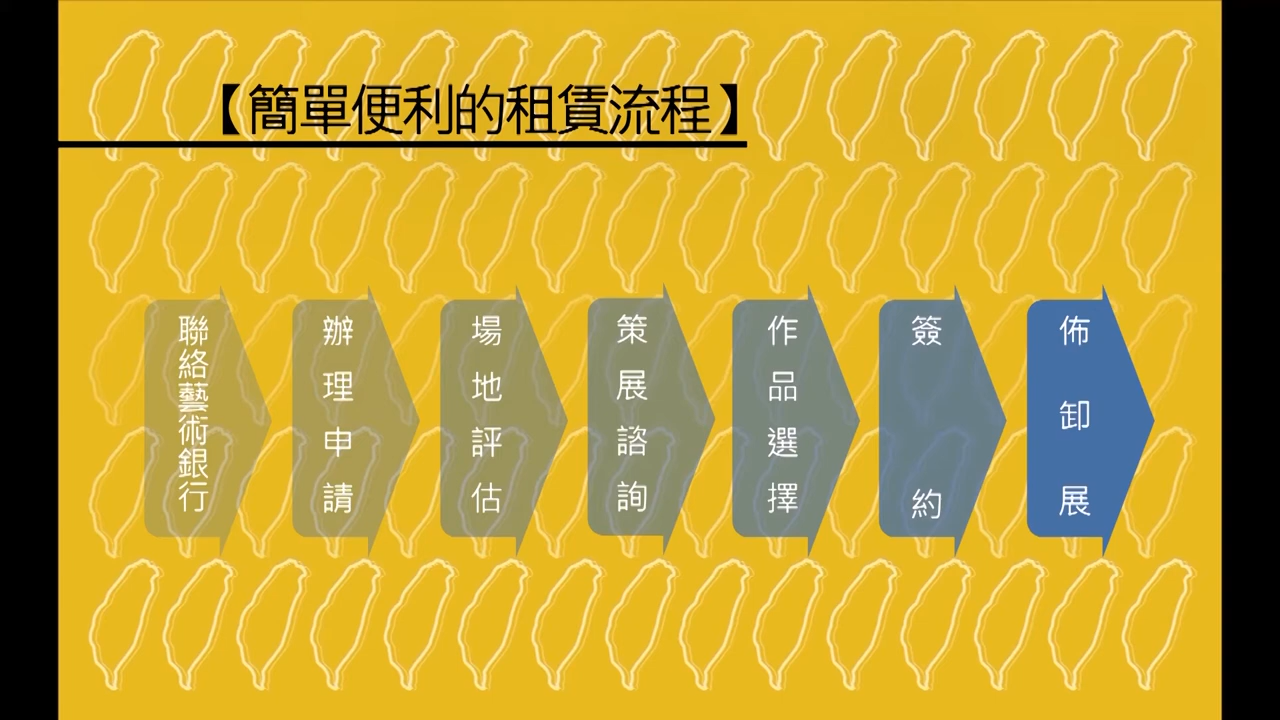 【簡單便利的租賃流程】
聯絡藝術銀行
辦理申請
場地評估
策展諮詢
作品選擇
簽約
佈卸展